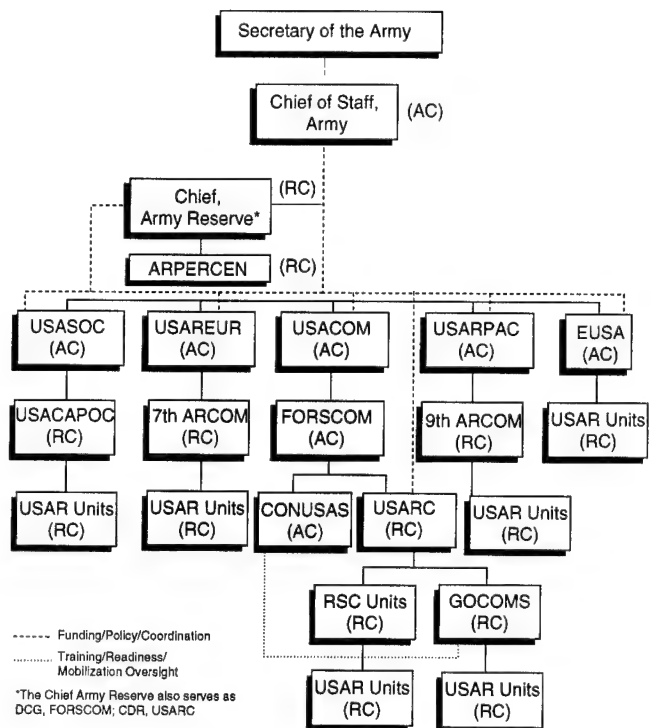 Secretary of the Army
Chief of Staff,
Army
(AC)
Chief,
Army Reserve*
(RC)
ARPERCEN
(RC)
USASOC
(AC)
USAREUR
(AC)
USACOM
(AC)
USARPAC
(AC)
EUSA
(AC)
USACAPOC
(RC)
7th ARCOM
(RC)
FORSCOM
(AC)
9th ARCOM
(RC)
USAR Units
(RC)
USAR Units
(RC)
USAR Units
(RC)
CONUSAS
(AC)
USARC
(RC)
USAR Units
(RC)
RSC Units
(RC)
GOCOMS
(RC)
USAR Units
(RC)
USAR Units
(RC)
Funding/Policy/Coordination
Training/Readiness/
Mobilization Oversight
*The Chief Army Reserve also serves as
DCG, FORSCOM; CDR, USARC